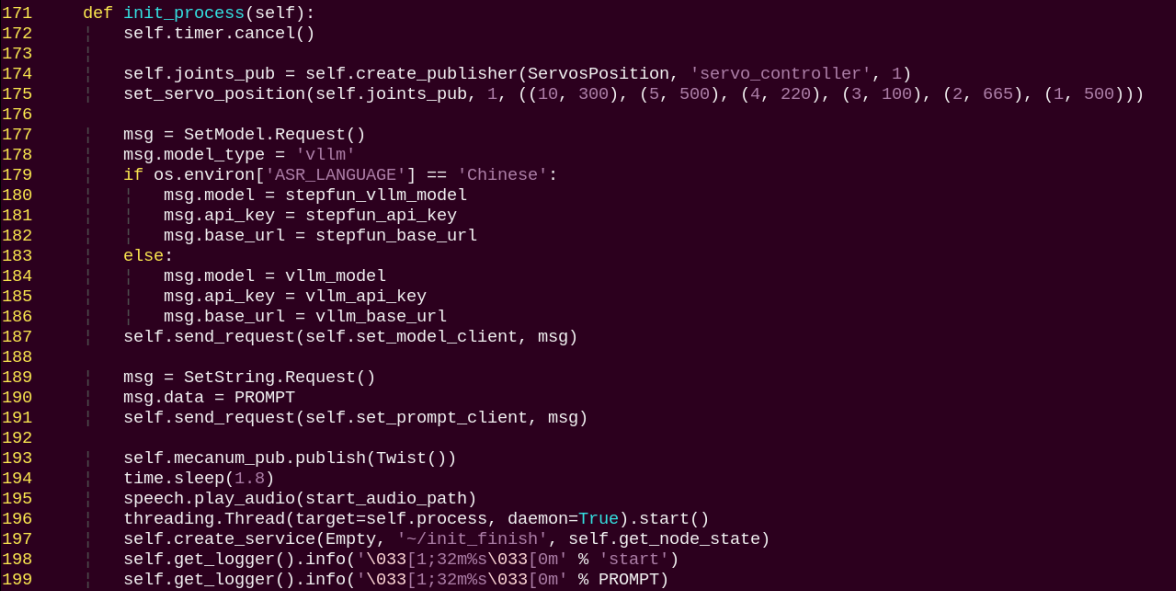 171     def init_process(self):
172         self.timer.cancel()
173
174         self.joints_pub = self.create_publisher(ServosPosition, 'servo_controller', 1)
175         set_servo_position(self.joints_pub, 1, ((10, 300), (5, 500), (4, 220), (3, 100), (2, 665), (1, 500)))
176
177         msg = SetModel.Request()
178         msg.model_type = 'vllm'
179         if os.environ['ASR_LANGUAGE'] == 'Chinese':
180             msg.model = stepfun_vllm_model
181             msg.api_key = stepfun_api_key
182             msg.base_url = stepfun_base_url
183         else:
184             msg.model = vllm_model
185             msg.api_key = vllm_api_key
186             msg.base_url = vllm_base_url
187         self.send_request(self.set_model_client, msg)
188
189         msg = SetString.Request()
190         msg.data = PROMPT
191         self.send_request(self.set_prompt_client, msg)
192
193         self.mecanum_pub.publish(Twist())
194         time.sleep(1.8)
195         speech.play_audio(start_audio_path)
196         threading.Thread(target=self.process, daemon=True).start()
197         self.create_service(Empty, '~/init_finish', self.get_node_state)
198         self.get_logger().info('\033[1;32m%s\033[0m' % 'start')
199         self.get_logger().info('\033[1;32m%s\033[0m' % PROMPT)